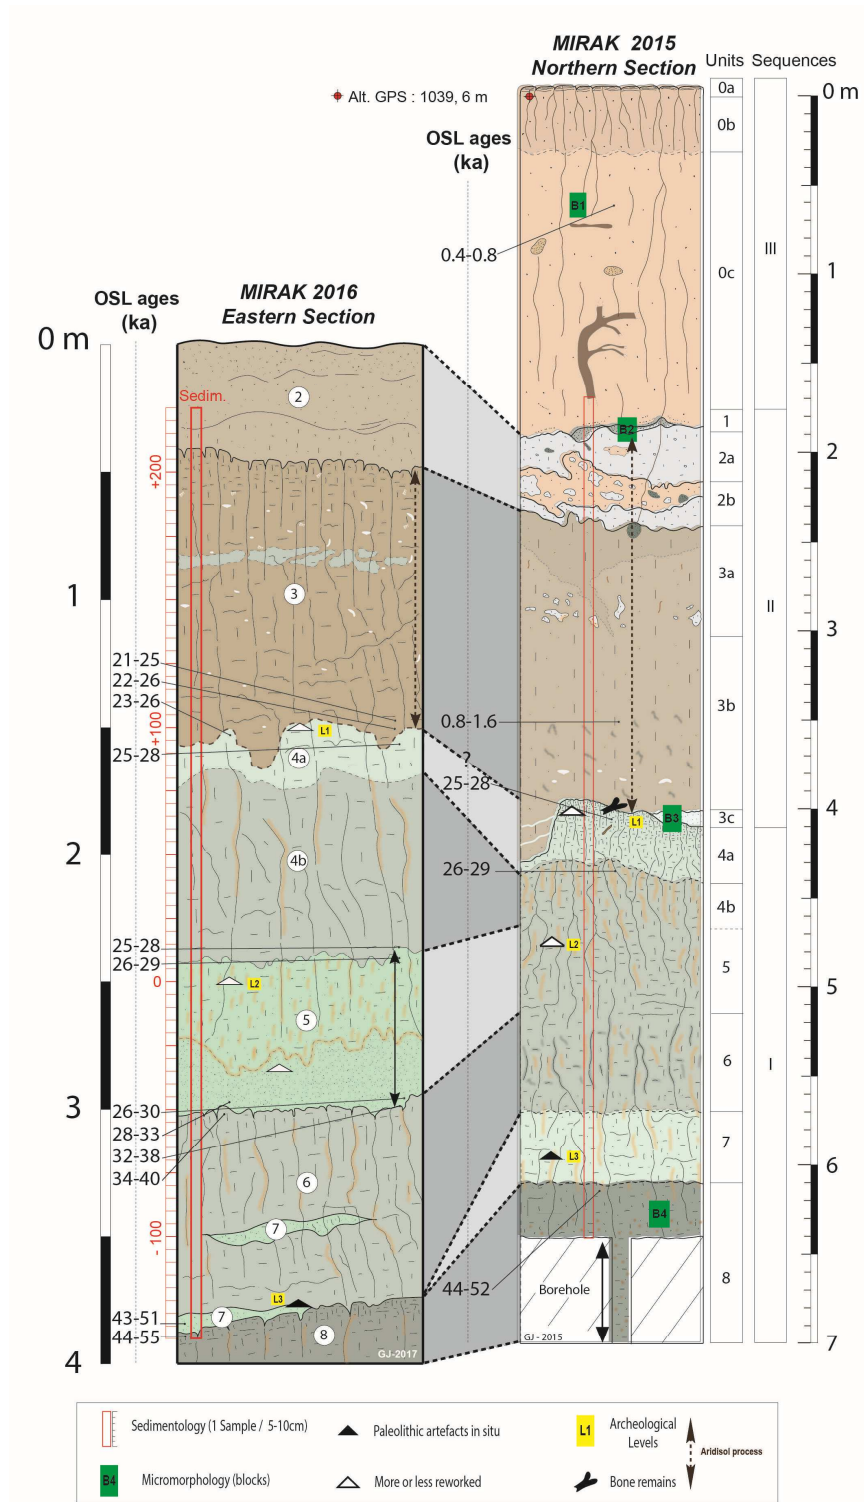 MIRAK 2015
Northern Section
Units Sequences
Alt. GPS : 1039, 6 m
OSL ages
(ka)
0a
0b
0c
1
2a
2b
3a
3b
3c
4a
4b
5
6
7
8
III
II
I
0 m
1
2
3
4
5
6
7
B1
B2
B3
B4
L1
L2
L3
0.4-0.8
0.8-1.6
?
25-28
26-29
44-52
Borehole
GJ - 2015
MIRAK 2016
Eastern Section
OSL ages
(ka)
0 m
1
2
3
4
Sedim.
+200
+100
0
- 100
2
3
4a
4b
5
6
7
7
8
L1
L2
L3
21-25
22-26
23-26
25-28
25-28
26-29
26-30
28-33
32-38
34-40
43-51
44-55
GJ-2017
Sedimentology (1 Sample / 5-10cm)
Paleolithic artefacts in situ
L1
Archeological
Levels
Aridisol process
B4
Micromorphology (blocks)
More or less reworked
Bone remains